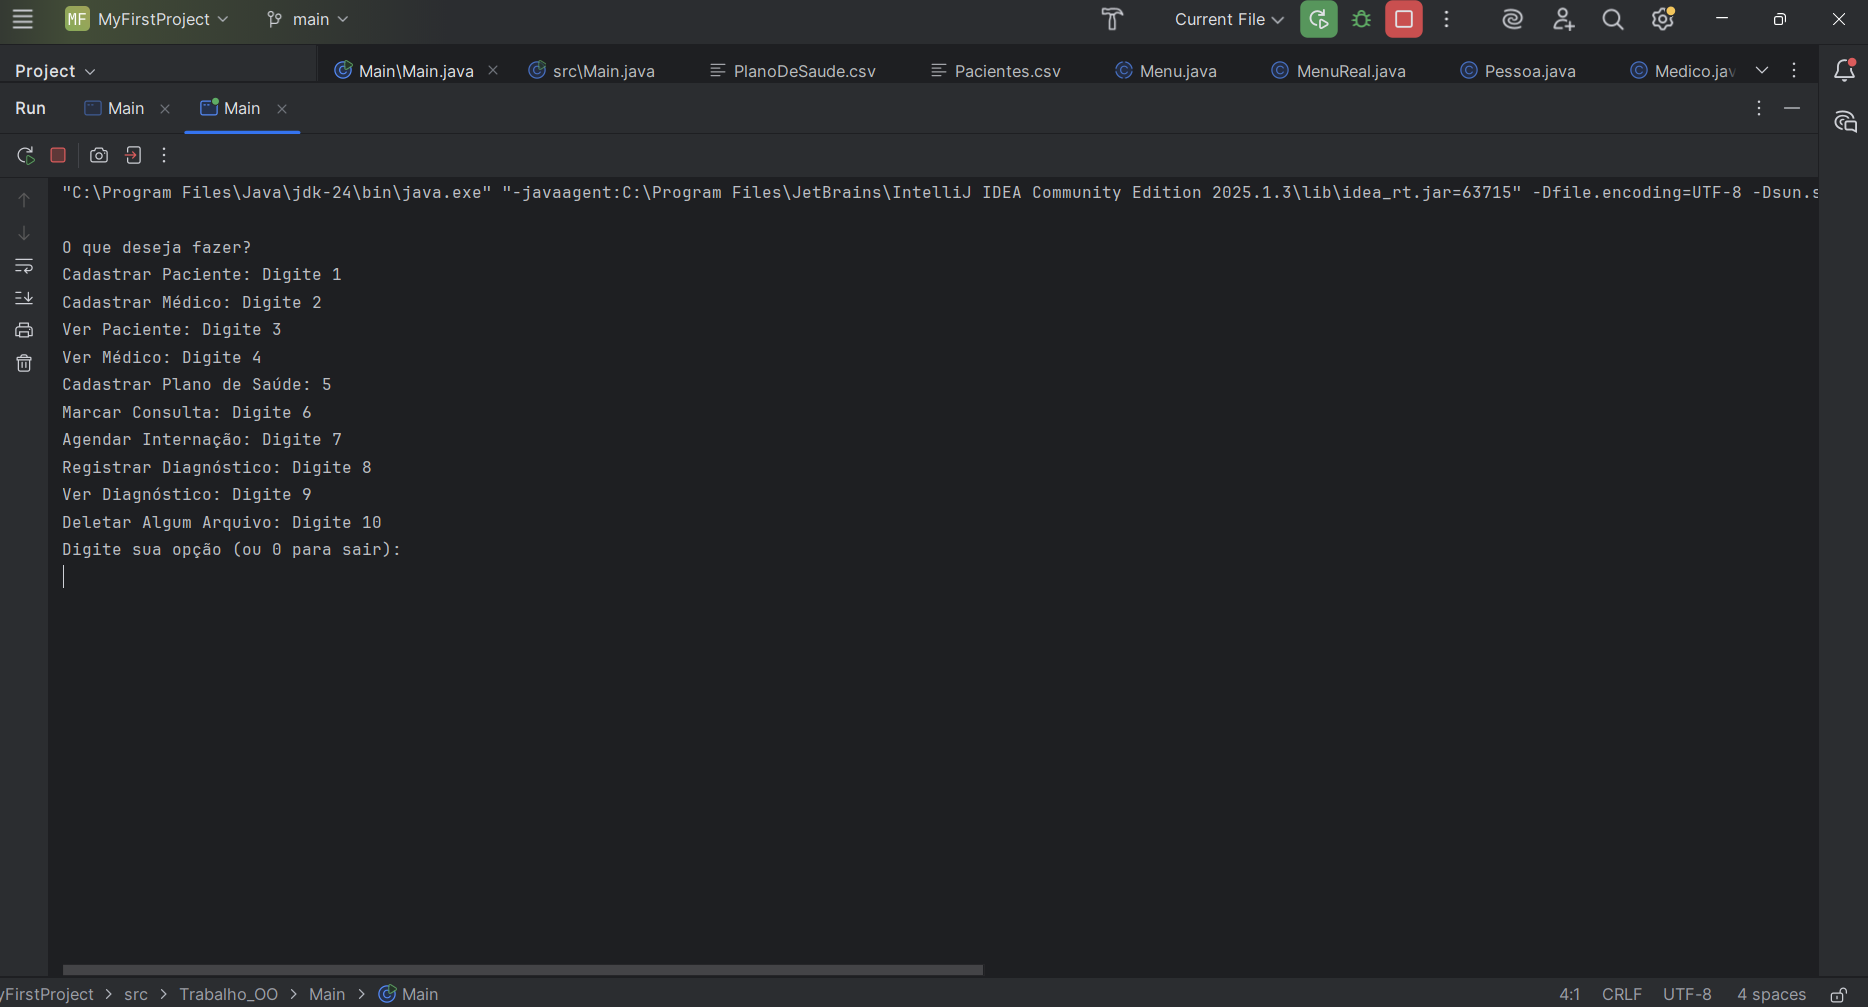 MF MyFirstProject main Current File
Project Main\Main.java src\Main.java PlanoDeSaude.csv Pacientes.csv Menu.java MenuReal.java Pessoa.java Medico.jav
Run Main Main
"C:\Program Files\Java\jdk-24\bin\java.exe" "-javaagent:C:\Program Files\JetBrains\IntelliJ IDEA Community Edition 2025.1.3\lib\idea_rt.jar=63715" -Dfile.encoding=UTF-8 -Dsun.s
O que deseja fazer?
Cadastrar Paciente: Digite 1
Cadastrar Médico: Digite 2
Ver Paciente: Digite 3
Ver Médico: Digite 4
Cadastrar Plano de Saúde: 5
Marcar Consulta: Digite 6
Agendar Internação: Digite 7
Registrar Diagnóstico: Digite 8
Ver Diagnóstico: Digite 9
Deletar Algum Arquivo: Digite 10
Digite sua opção (ou 0 para sair):
yFirstProject > src > Trabalho_OO > Main > Main 4:1 CRLF UTF-8 4 spaces